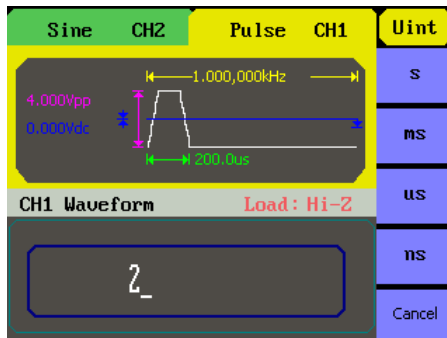 Sine CH2 Pulse CH1 Uint
1.000,000kHz s
4.000Vpp
0.000Vdc ms
200.0us
CH1 Waveform Load: Hi-Z us
2_ ns
Cancel